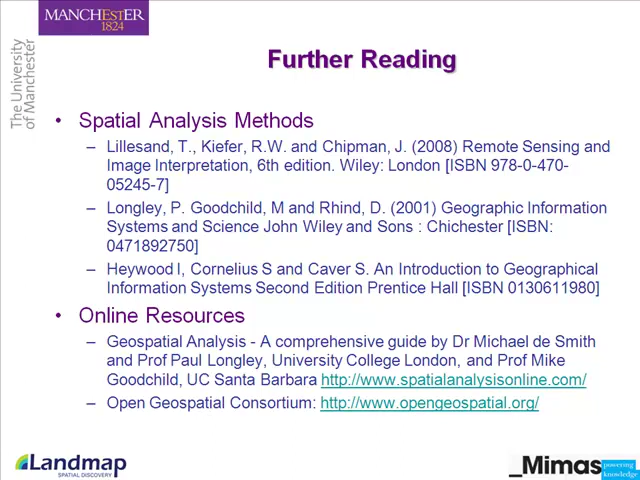 MANCHESTER
1824
The University
of Manchester
Further Reading
• Spatial Analysis Methods
– Lillesand, T., Kiefer, R.W. and Chipman, J. (2008) Remote Sensing and
Image Interpretation, 6th edition. Wiley: London [ISBN 978-0-470-
05245-7]
– Longley, P. Goodchild, M and Rhind, D. (2001) Geographic Information
Systems and Science John Wiley and Sons : Chichester [ISBN:
0471892750]
– Heywood I, Cornelius S and Caver S. An Introduction to Geographical
Information Systems Second Edition Prentice Hall [ISBN 0130611980]
• Online Resources
– Geospatial Analysis - A comprehensive guide by Dr Michael de Smith
and Prof Paul Longley, University College London, and Prof Mike
Goodchild, UC Santa Barbara http://www.spatialanalysisonline.com/
– Open Geospatial Consortium: http://www.opengeospatial.org/
Landmap
SPATIAL DISCOVERY
_Mimas
powering
knowledge